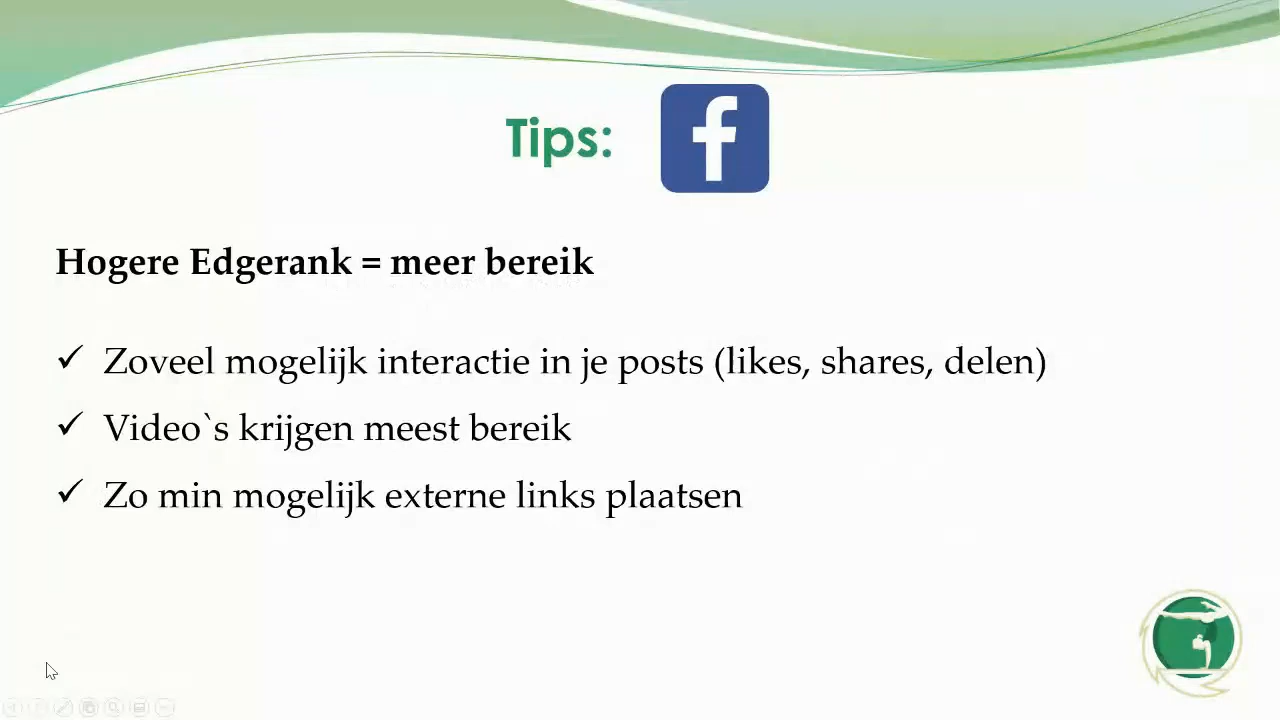 Tips:
Hogere Edgerank = meer bereik
✓ Zoveel mogelijk interactie in je posts (likes, shares, delen)
✓ Video`s krijgen meest bereik
✓ Zo min mogelijk externe links plaatsen